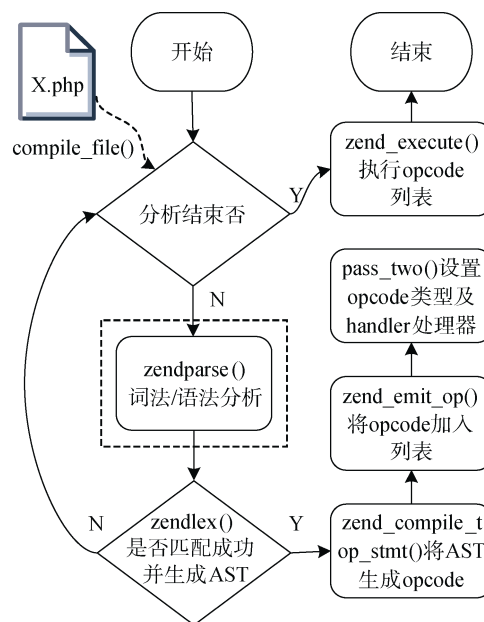 开始
结束
X.php
compile_file()
zend_execute()
执行opcode
列表
Y
分析结束否
N
pass_two()设置
opcode类型及
handler处理器
zendparse()
词法/语法分析
zend_emit_op()
将opcode加入
列表
N
zendlex()
是否匹配成功
并生成AST
Y
zend_compile_t
op_stmt()将AST
生成opcode